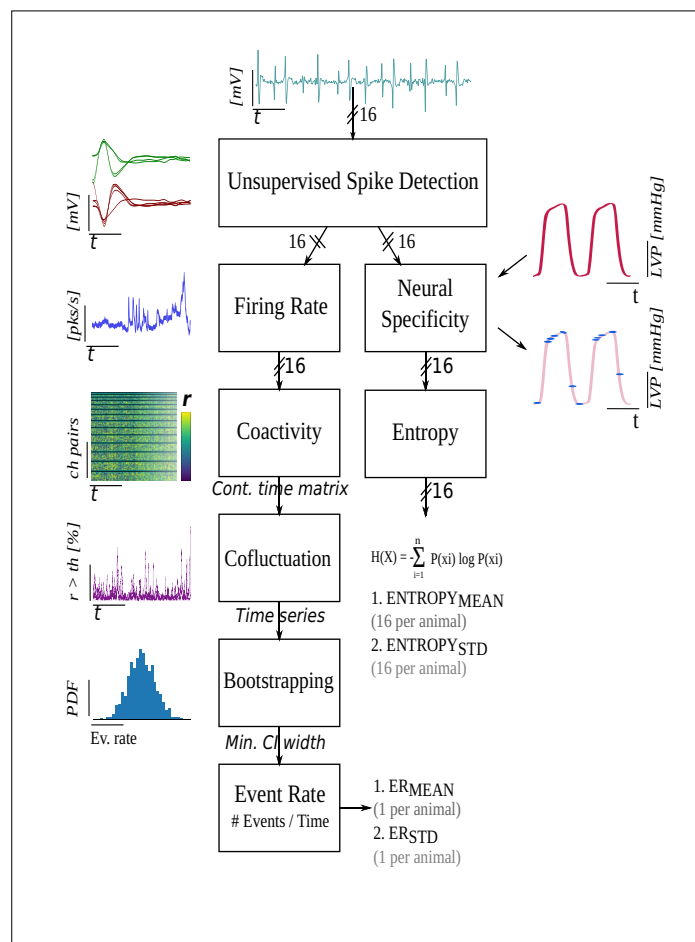 [mV]
t
16
Unsupervised Spike Detection
[mV]
t
16
16
LVP [mmHg]
t
Firing Rate
Neural
Specificity
[pks/s]
t
LVP [mmHg]
t
16
16
r
ch pairs
t
Coactivity
Entropy
Cont. time matrix
16
r > th [%]
t
Cofluctuation
H(X) = -∑ P(xi) log P(xi)
n
i=1
1. ENTROPYMEAN
(16 per animal)
2. ENTROPYSTD
(16 per animal)
Time series
PDF
Ev. rate
Bootstrapping
Min. CI width
Event Rate
# Events / Time
1. ERMEAN
(1 per animal)
2. ERSTD
(1 per animal)